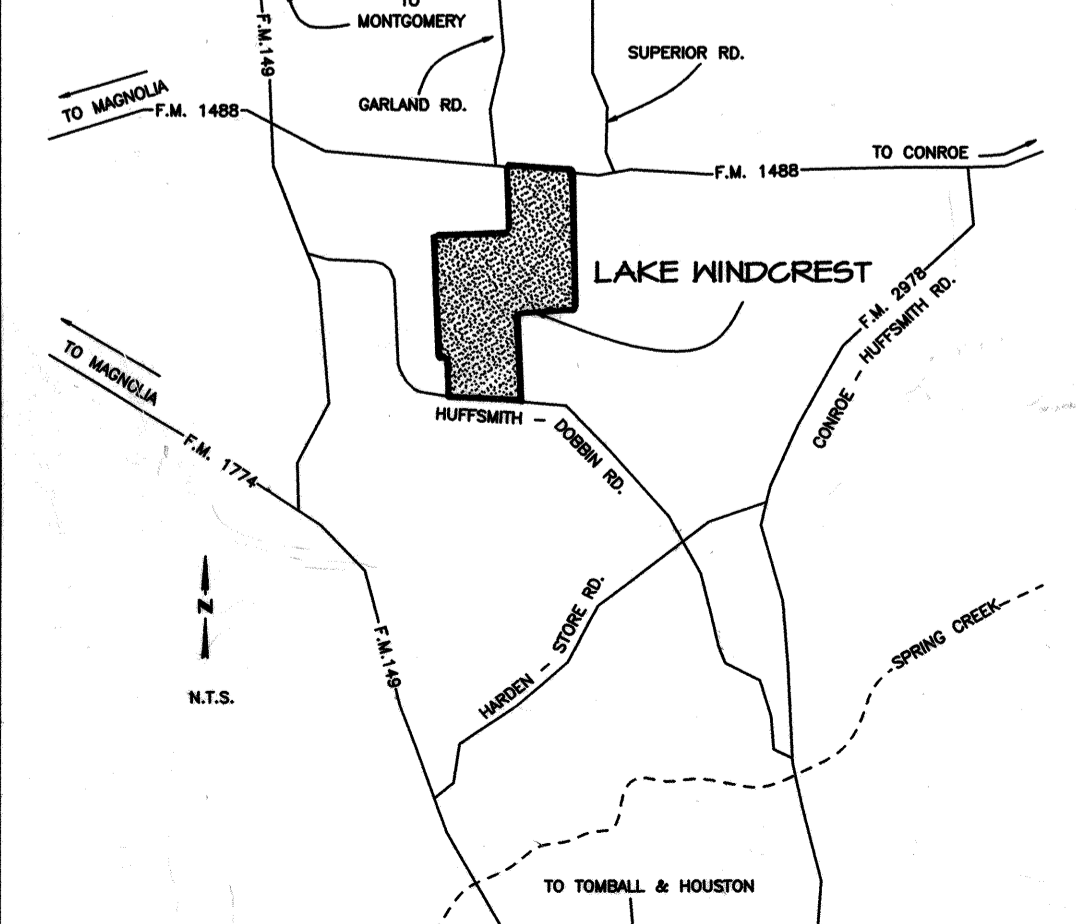 TO
MONTGOMERY
F.M.149
SUPERIOR RD.
GARLAND RD.
TO MAGNOLIA
F.M. 1488
TO CONROE
F.M. 1488
LAKE WINDCREST
F.M. 2978
CONROE - HUFFSMITH RD.
TO MAGNOLIA
HUFFSMITH - DOBBIN RD.
F.M. 1774
N
HARDEN - STORE RD.
SPRING CREEK
F.M.149
N.T.S.
TO TOMBALL & HOUSTON